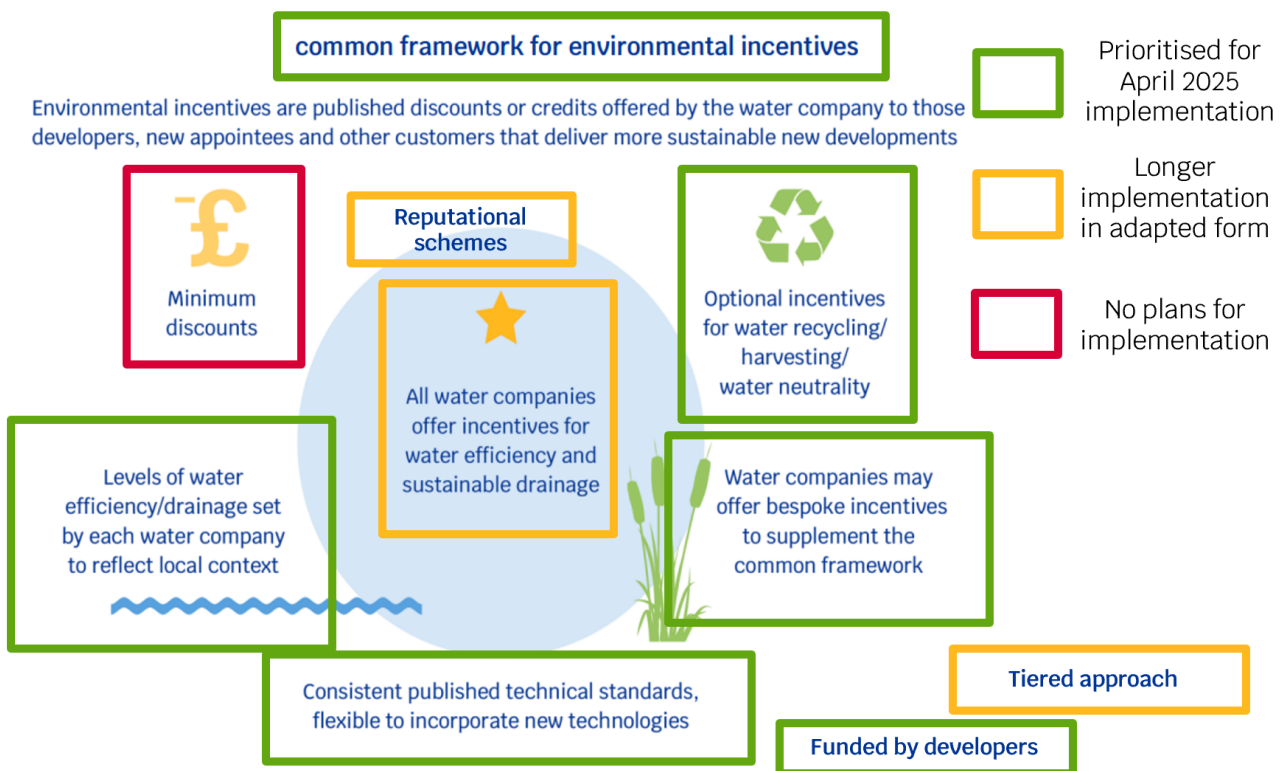 common framework for environmental incentives
Environmental incentives are published discounts or credits offered by the water company to those
developers, new appointees and other customers that deliver more sustainable new developments
Prioritised for
April 2025
implementation
Longer
implementation
in adapted form
No plans for
implementation
-£
Minimum
discounts
Reputational
schemes
All water companies
offer incentives for
water efficiency and
sustainable drainage
Optional incentives
for water recycling/
harvesting/
water neutrality
Levels of water
efficiency/drainage set
by each water company
to reflect local context
Water companies may
offer bespoke incentives
to supplement the
common framework
Consistent published technical standards,
flexible to incorporate new technologies
Tiered approach
Funded by developers